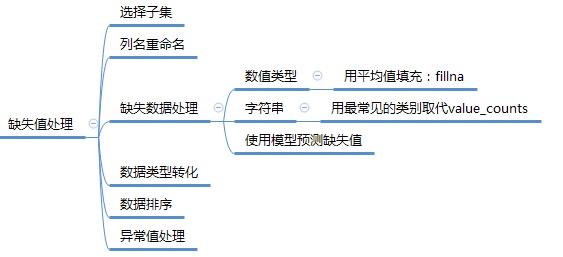 选择子集
列名重命名
数值类型
用平均值填充：fillna
缺失值处理
缺失数据处理
字符串
用最常见的类别取代value_counts
使用模型预测缺失值
数据类型转化
数据排序
异常值处理